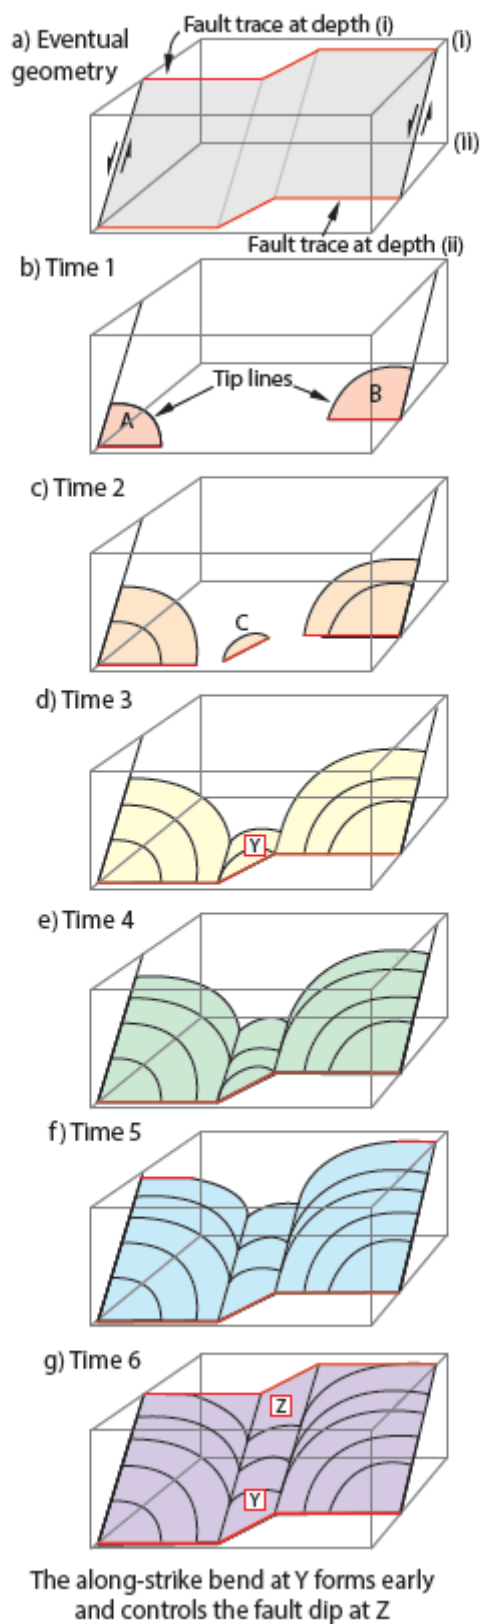 Fault trace at depth (i)
a) Eventual
geometry
(i)
(ii)
Fault trace at depth (ii)
b) Time 1
Tip lines
A
B
c) Time 2
C
d) Time 3
Y
e) Time 4
f) Time 5
g) Time 6
Z
Y
The along-strike bend at Y forms early
and controls the fault dip at Z